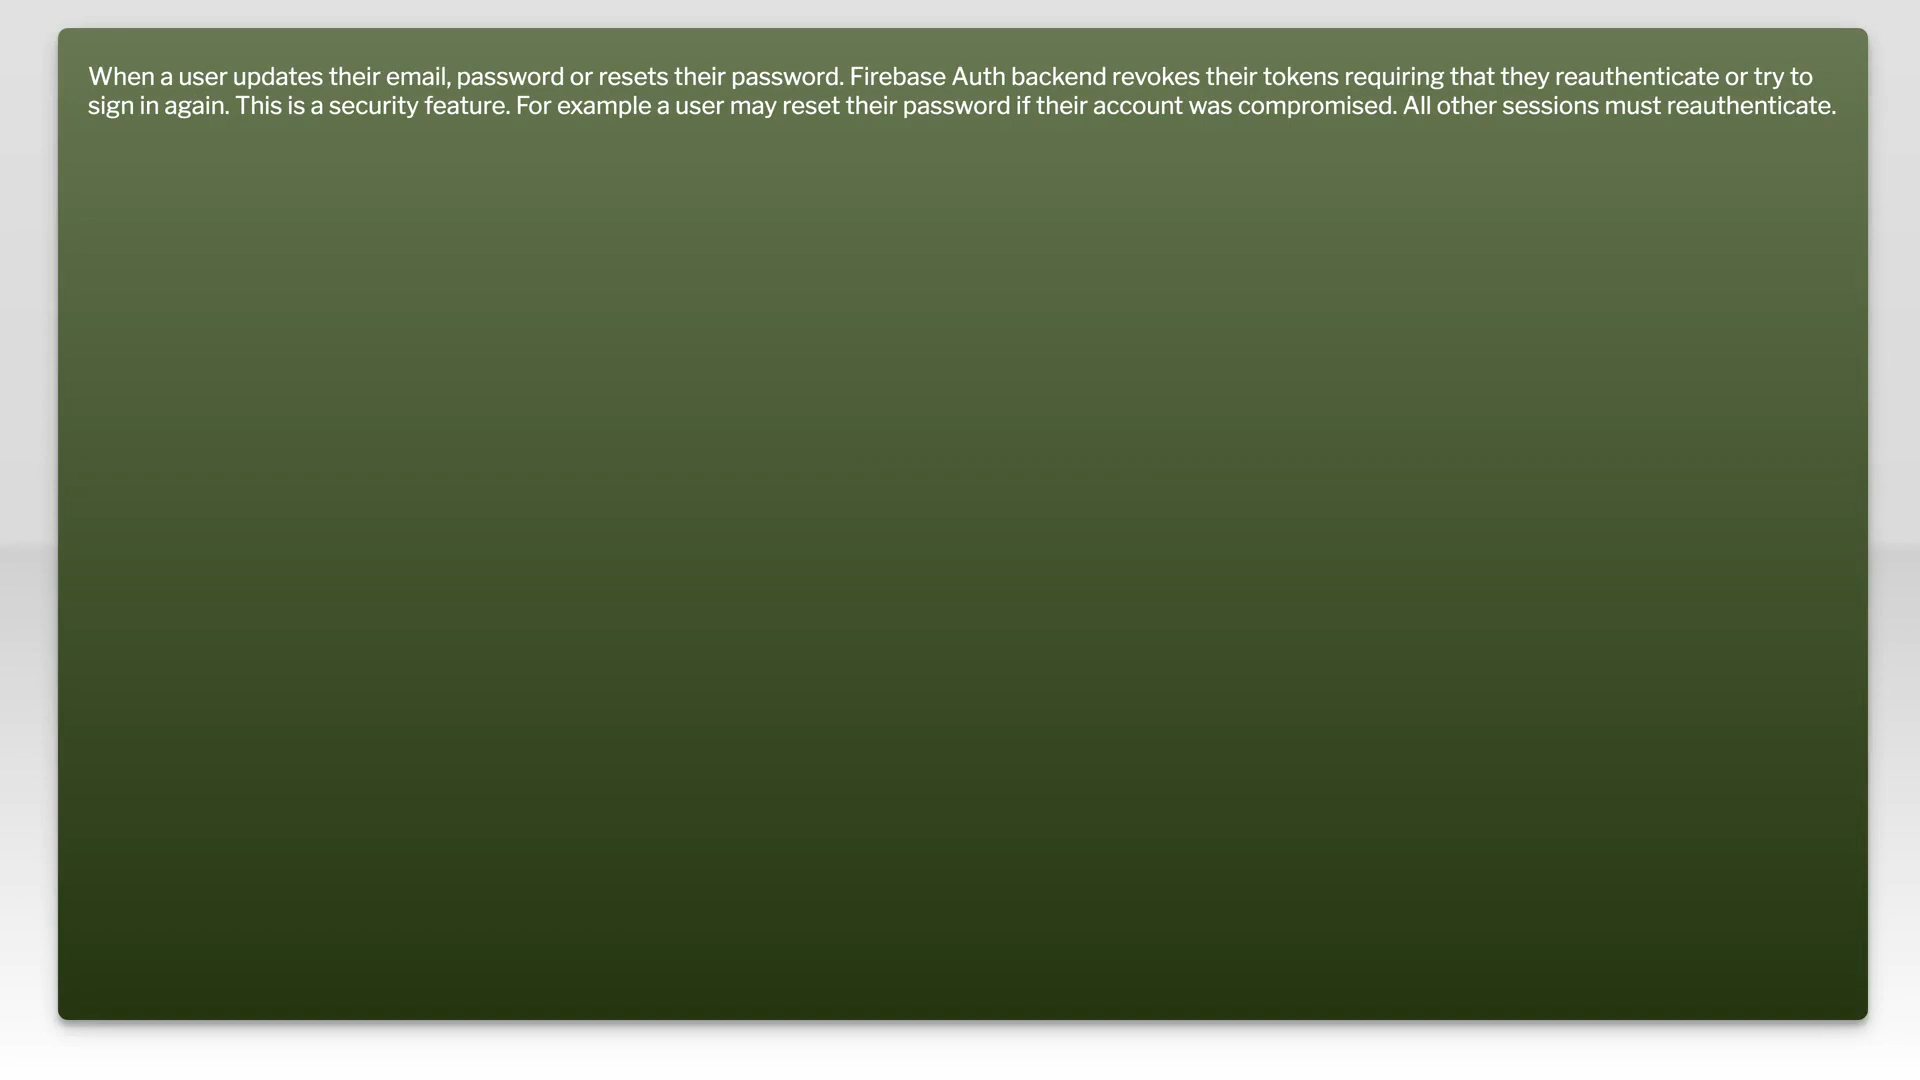 When a user updates their email, password or resets their password. Firebase Auth backend revokes their tokens requiring that they reauthenticate or try to
sign in again. This is a security feature. For example a user may reset their password if their account was compromised. All other sessions must reauthenticate.